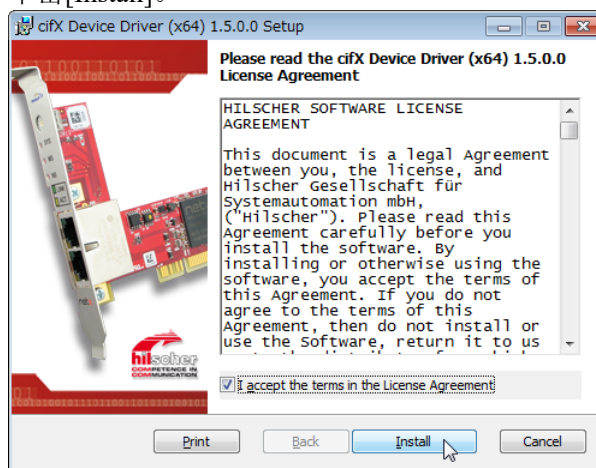 单击[Install]。
cifX Device Driver (x64) 1.5.0.0 Setup
Please read the cifX Device Driver (x64) 1.5.0.0
License Agreement
HILSCHER SOFTWARE LICENSE
AGREEMENT
This document is a legal Agreement
between you, the license, and
Hilscher Gesellschaft für
Systemautomation mbH,
("Hilscher"). Please read this
Agreement carefully before you
install the software. By
installing or otherwise using the
software, you accept the terms of
this Agreement. If you do not
agree to the terms of this
Agreement, then do not install or
use the Software, return it to us
hilscher
COMPETENCE IN
COMMUNICATION
I accept the terms in the License Agreement
Print
Back
Install
Cancel